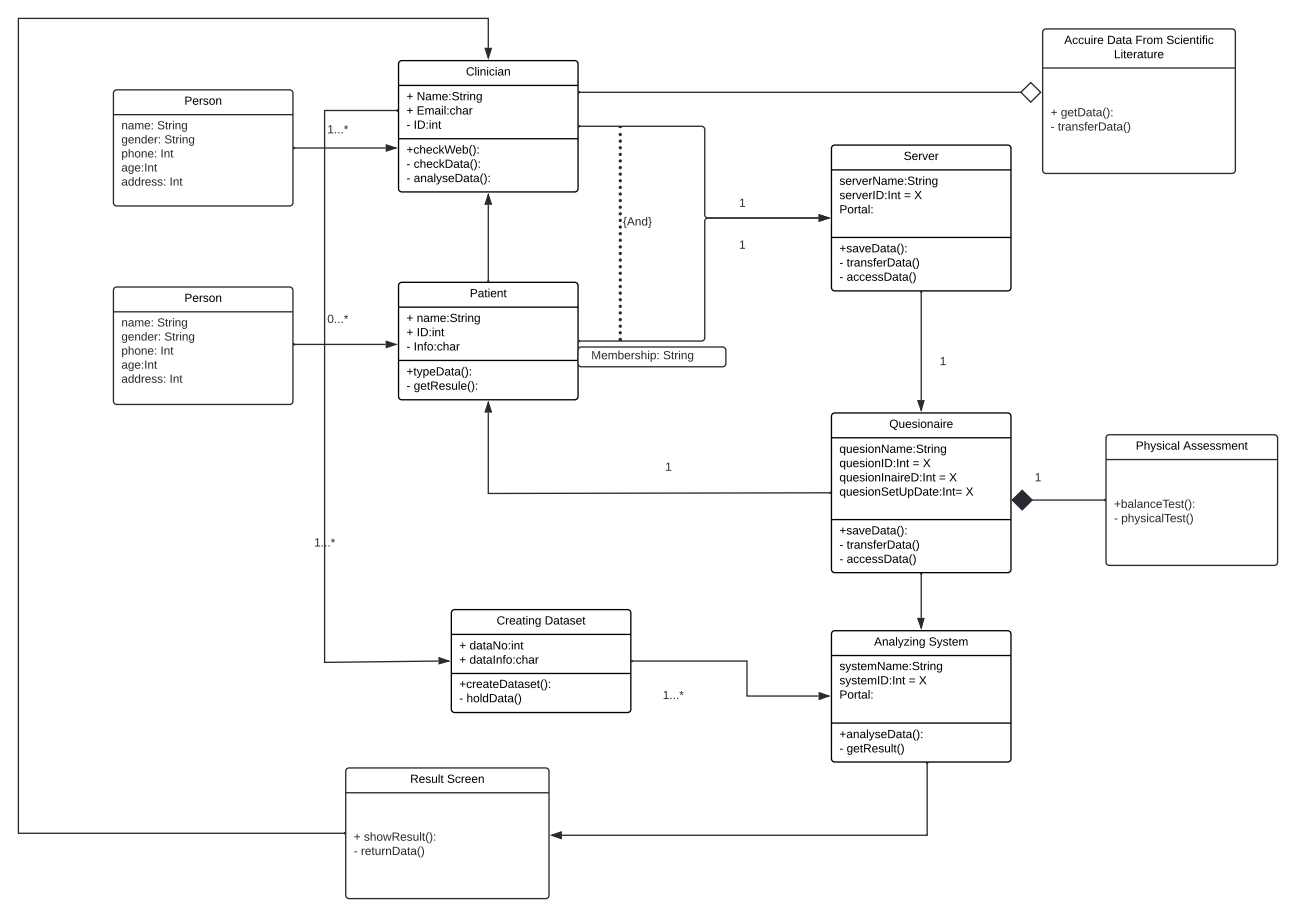 Accuire Data From Scientific
Literature
+ getData():
- transferData()
Clinician
+ Name:String
+ Email:char
- ID:int
+checkWeb():
- checkData():
- analyseData():
Person
name: String
gender: String
phone: Int
age:Int
address: Int
1...*
Server
serverName:String
serverID:Int = X
Portal:
+saveData():
- transferData()
- accessData()
1
{And}
1
Person
name: String
gender: String
phone: Int
age:Int
address: Int
0...*
Patient
+ name:String
+ ID:int
- Info:char
+typeData():
- getResule():
Membership: String
1
Quesionaire
quesionName:String
quesionID:Int = X
quesionInaireD:Int = X
quesionSetUpDate:Int= X
+saveData():
- transferData()
- accessData()
1
1
Physical Assessment
+balanceTest():
- physicalTest()
1...*
Creating Dataset
+ dataNo:int
+ dataInfo:char
+createDataset():
- holdData()
1...*
Analyzing System
systemName:String
systemID:Int = X
Portal:
+analyseData():
- getResult()
Result Screen
+ showResult():
- returnData()